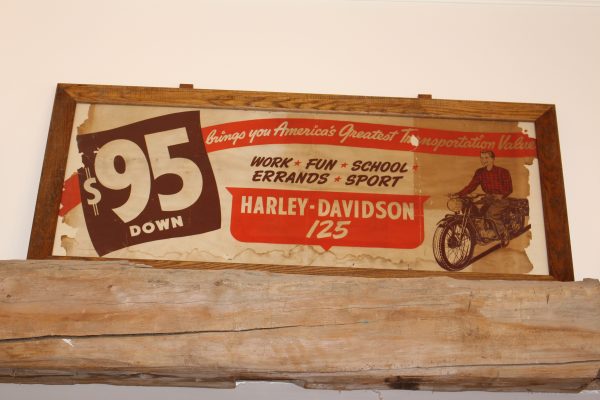 $95
DOWN
brings you America's Greatest Transportation Value
WORK ★ FUN ★ SCHOOL ★
ERRANDS ★ SPORT
HARLEY-DAVIDSON
125